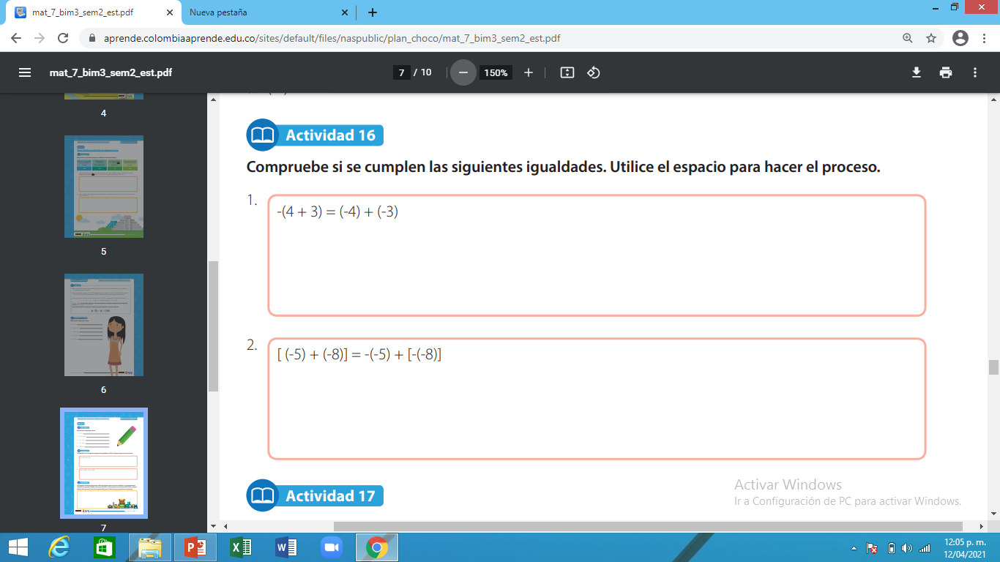 mat_7_bim3_sem2_est.pdf
Nueva pestaña
aprende.colombiaaprende.edu.co/sites/default/files/naspublic/plan_choco/mat_7_bim3_sem2_est.pdf
mat_7_bim3_sem2_est.pdf
7 / 10
150%
4
5
6
7
Actividad 16
Compruebe si se cumplen las siguientes igualdades. Utilice el espacio para hacer el proceso.
1.
-(4 + 3) = (-4) + (-3)
2.
[ (-5) + (-8)] = -(-5) + [-(-8)]
Actividad 17
Activar Windows
Ir a Configuración de PC para activar Windows.
12:05 p. m.
12/04/2021